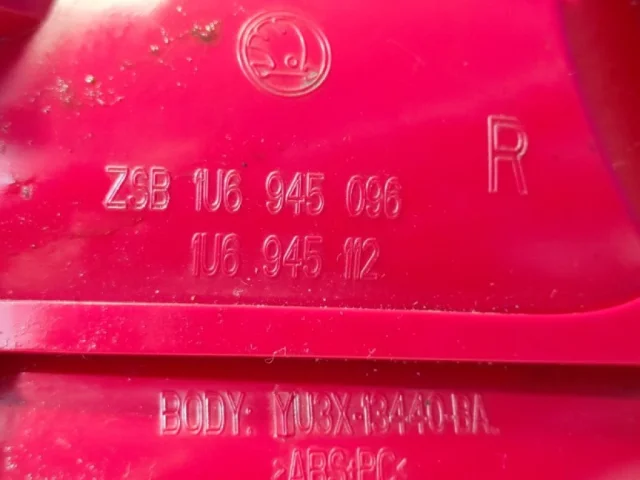 R
ZSB 1U6 945 096
1U6 945 112
BODY: YU3X-13440-BA
>ABS+PC<